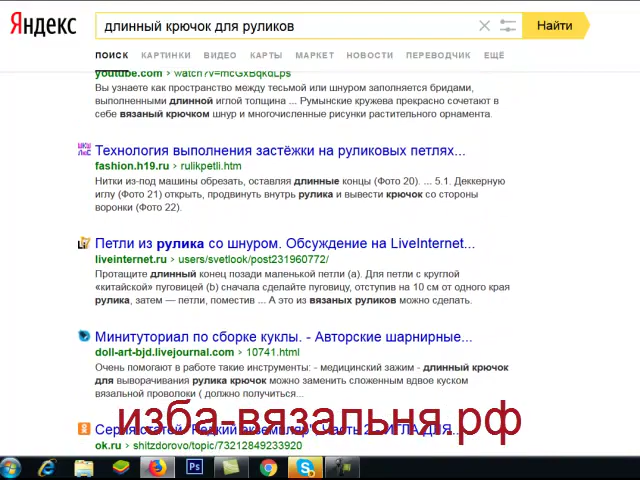 Яндекс
длинный крючок для руликов
Найти
ПОИСК КАРТИНКИ ВИДЕО КАРТЫ МАРКЕТ НОВОСТИ ПЕРЕВОДЧИК ЕЩЁ
youtube.com › watch?v=mcGxBqkqLps
Вы узнаете как пространство между тесьмой или шнуром заполняется бридами,
выполненными длинной иглой толщина ... Румынские кружева прекрасно сочетают в
себе вязаный крючком шнур и многочисленные рисунки растительного орнамента.
Технология выполнения застёжки на руликовых петлях...
fashion.h19.ru › rulikpetli.htm
Нитки из-под машины обрезать, оставляя длинные концы (Фото 20). ... 5.1. Деккерную
иглу (Фото 21) открыть, продвинуть внутрь рулика и вывести крючок со стороны
воронки (Фото 22).
Петли из рулика со шнуром. Обсуждение на LiveInternet...
liveinternet.ru › users/svetlook/post231960772/
Протащите длинный конец позади маленькой петли (a). Для петли с круглой
«китайской» пуговицей (b) сначала сделайте пуговицу, отступив на 10 см от одного края
рулика, затем — петли, поместив ... А это из вязаных руликов можно сделать.
Минитуториал по сборке куклы. - Авторские шарнирные...
doll-art-bjd.livejournal.com › 10741.html
Очень помогают в работе такие инструменты: - медицинский зажим - длинный крючок
для выворачивания рулика крючок можно заменить сложенным вдвое куском
вязальной проволоки ( должно получиться...
изба-вязальня.рф
Серия статей
ok.ru › shitzdorovo/topic/73212849233920